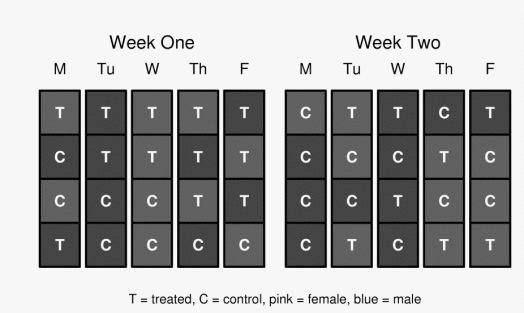 Week One Week Two
M Tu W Th F M Tu W Th F
T T T T T C T T C T
C T T T T C C C T C
C C C T T C C T C C
T C C C C C T C T T
T = treated, C = control, pink = female, blue = male